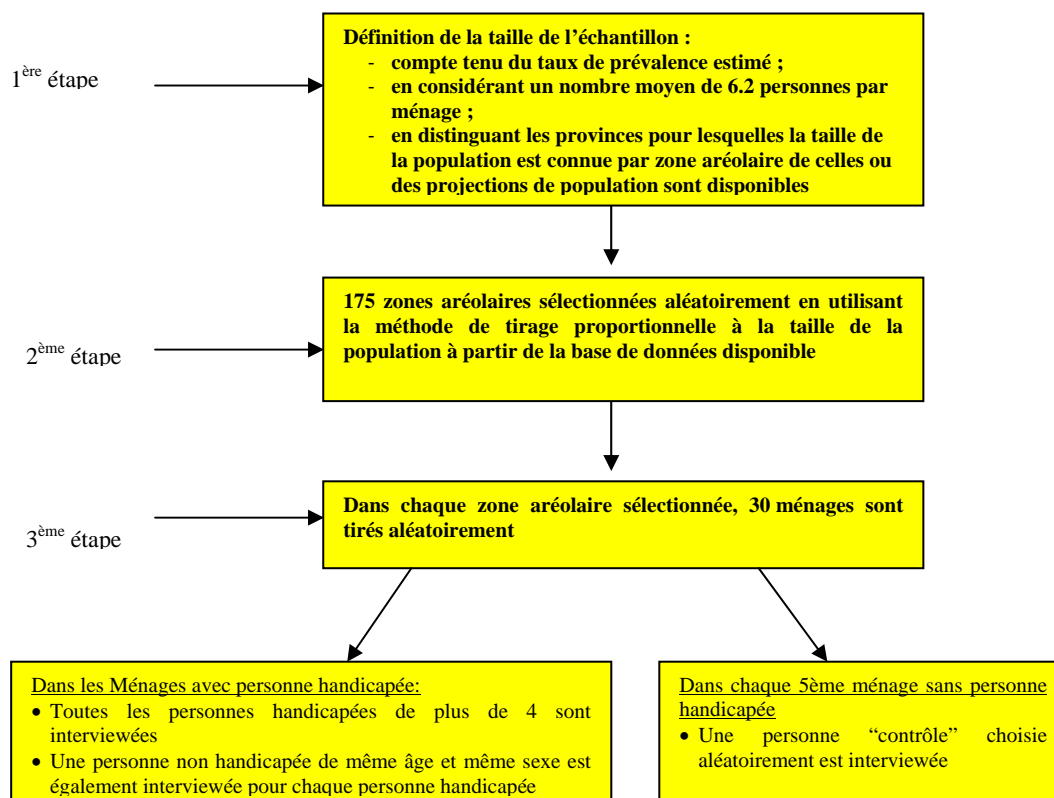 1ère étape
Définition de la taille de l’échantillon :
- compte tenu du taux de prévalence estimé ;
- en considérant un nombre moyen de 6.2 personnes par
ménage ;
- en distinguant les provinces pour lesquelles la taille de
la population est connue par zone aréolaire de celles ou
des projections de population sont disponibles
2ème étape
175 zones aréolaires sélectionnées aléatoirement en utilisant
la méthode de tirage proportionnelle à la taille de la
population à partir de la base de données disponible
3ème étape
Dans chaque zone aréolaire sélectionnée, 30 ménages sont
tirés aléatoirement
Dans les Ménages avec personne handicapée:
• Toutes les personnes handicapées de plus de 4 sont
interviewées
• Une personne non handicapée de même âge et même sexe est
également interviewée pour chaque personne handicapée
Dans chaque 5ème ménage sans personne
handicapée
• Une personne “contrôle” choisie
aléatoirement est interviewée